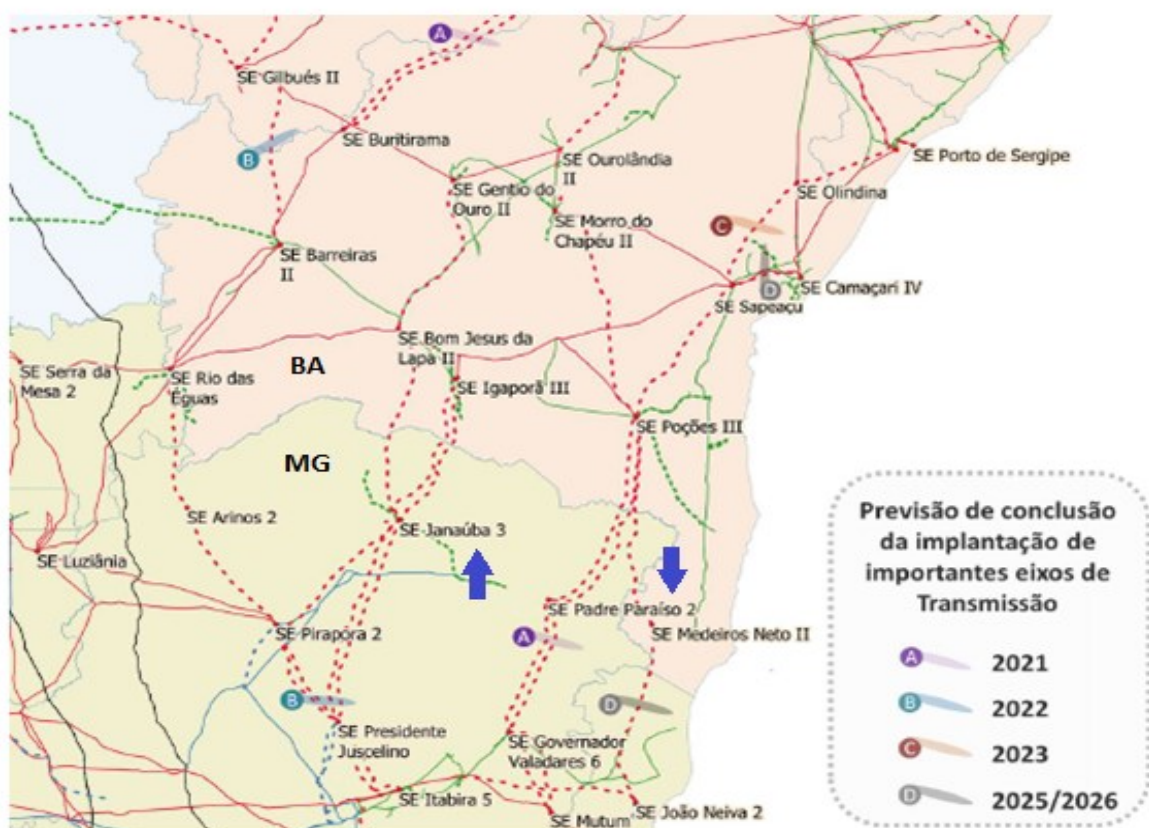 A
SE Gilbués II
SE Buritirama
B
SE Ourolândia
II
SE Porto de Sergipe
SE Gentio do
Ouro II
SE Olindina
SE Morro do
Chapéu II
C
SE Barreiras
II
D
SE Camaçari IV
SE Sapeaçu
SE Bom Jesus da
Lapa II
BA
SE Serra da
Mesa 2
SE Rio das
Éguas
SE Igaporã III
SE Poções III
MG
SE Arinos 2
SE Janaúba 3
SE Luziânia
SE Padre Paraíso 2
SE Pirapora 2
A
SE Medeiros Neto II
B
D
SE Presidente
Juscelino
SE Governador
Valadares 6
SE Itabira 5
SE Mutum
SE João Neiva 2
Previsão de conclusão
da implantação de
importantes eixos de
Transmissão
A 2021
B 2022
C 2023
D 2025/2026